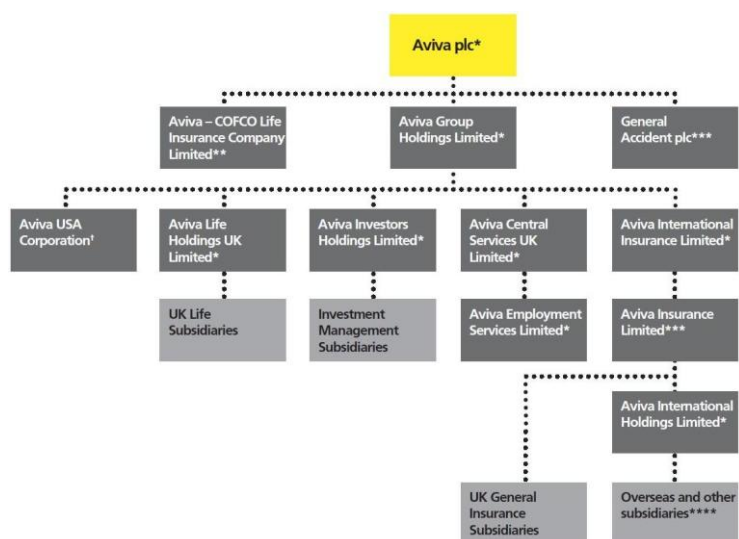 Aviva plc*
Aviva – COFCO Life
Insurance Company
Limited**
Aviva Group
Holdings Limited*
General
Accident plc***
Aviva USA
Corporation†
Aviva Life
Holdings UK
Limited*
Aviva Investors
Holdings Limited*
Aviva Central
Services UK
Limited*
Aviva International
Insurance Limited*
UK Life
Subsidiaries
Investment
Management
Subsidiaries
Aviva Employment
Services Limited*
Aviva Insurance
Limited***
Aviva International
Holdings Limited*
UK General
Insurance
Subsidiaries
Overseas and other
subsidiaries****